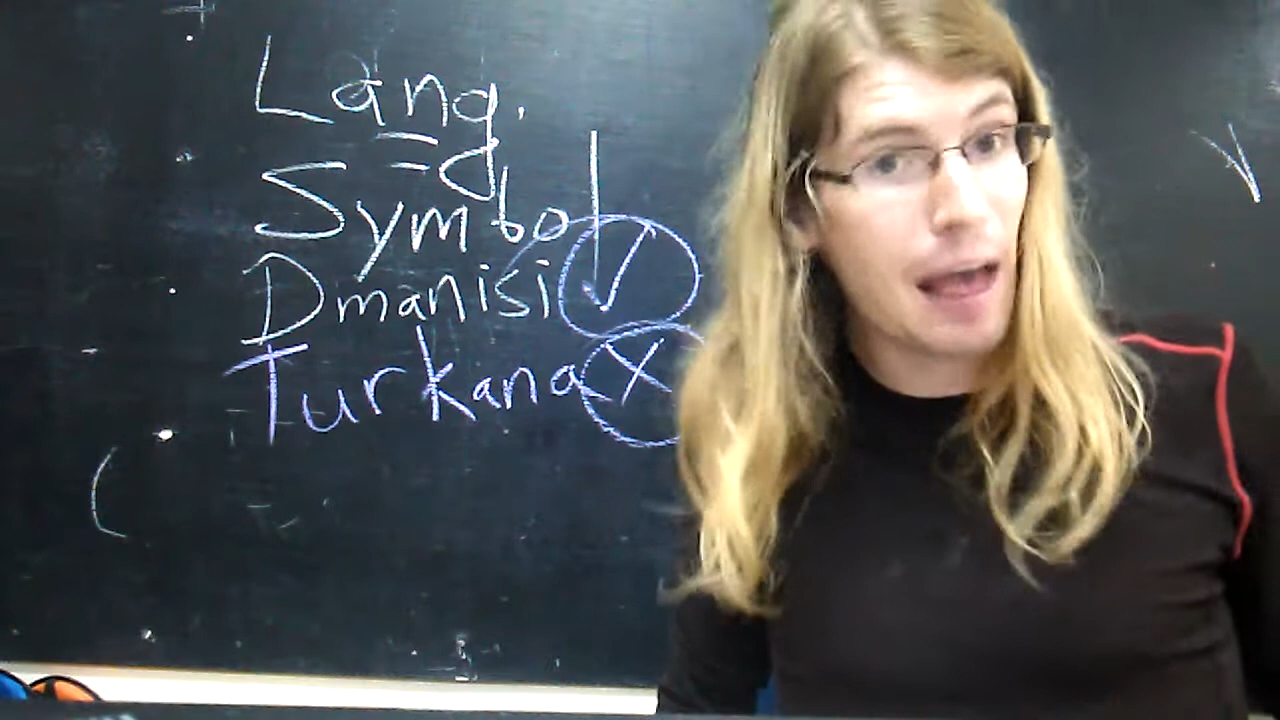 Lang.
Symbol
Dmanisi ✓
Turkana X